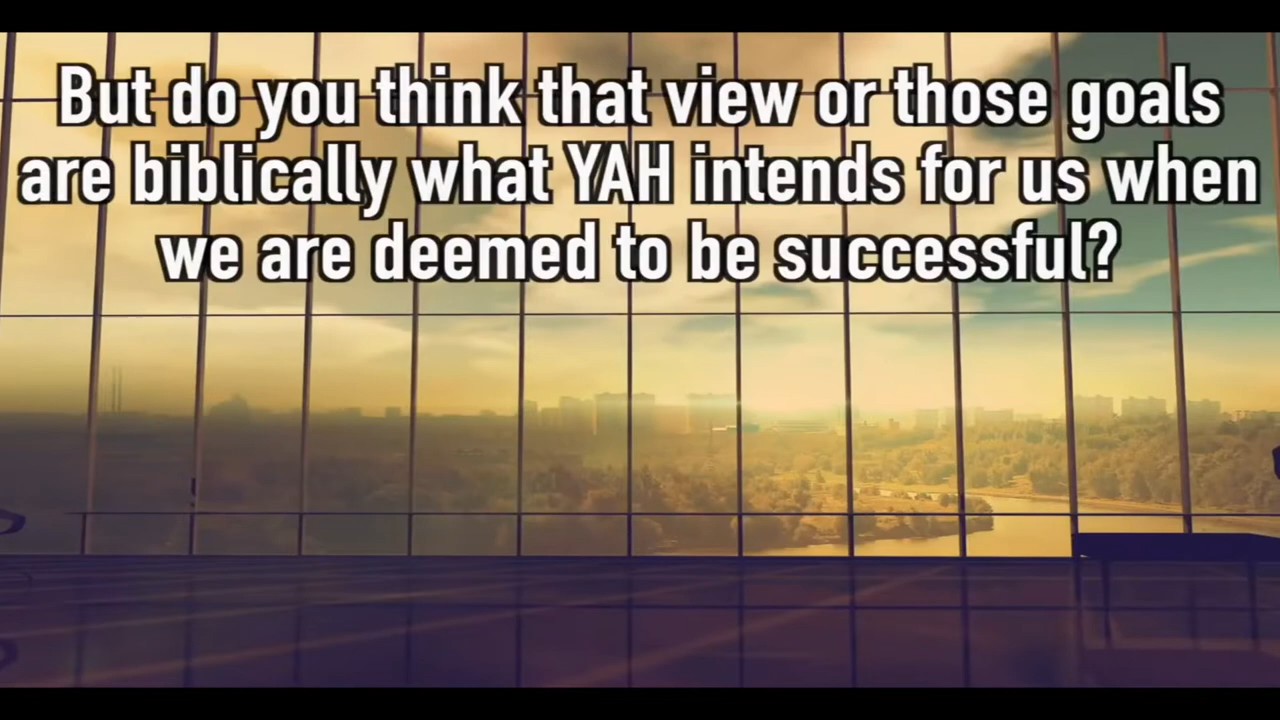 But do you think that view or those goals
are biblically what YAH intends for us when
we are deemed to be successful?